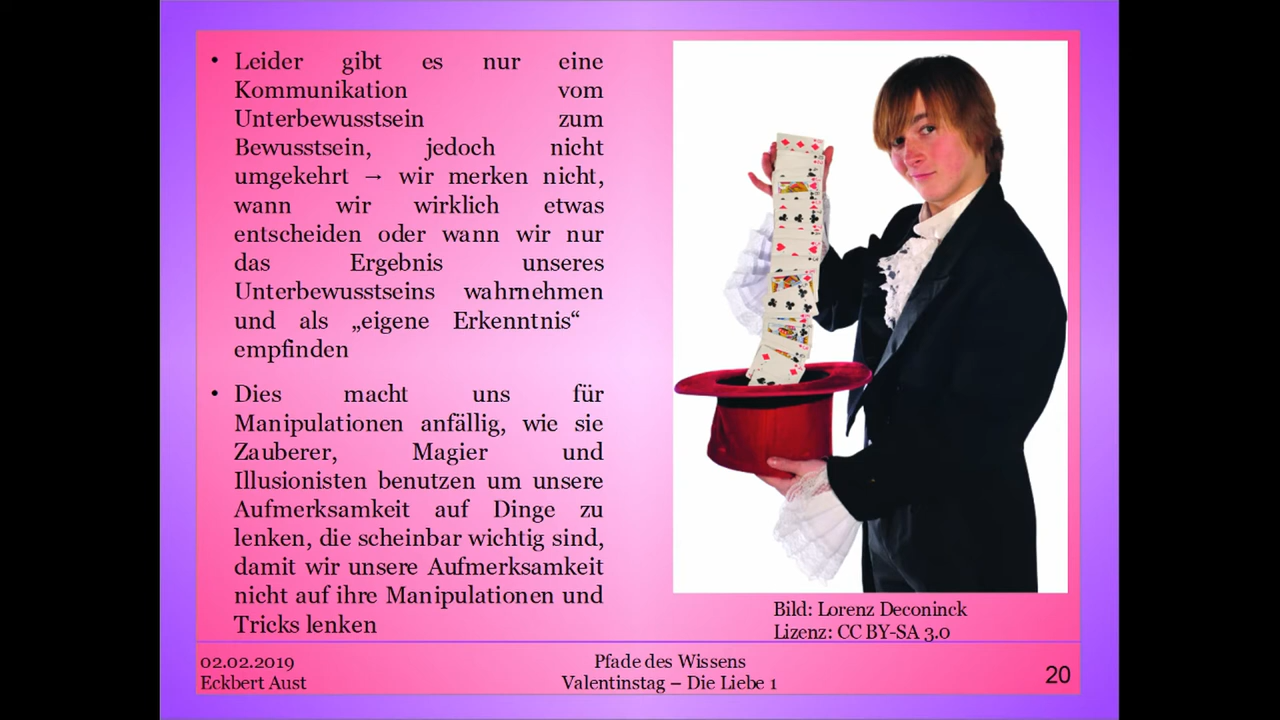 • Leider gibt es nur eine
Kommunikation vom
Unterbewusstsein zum
Bewusstsein, jedoch nicht
umgekehrt → wir merken nicht,
wann wir wirklich etwas
entscheiden oder wann wir nur
das Ergebnis unseres
Unterbewusstseins wahrnehmen
und als „eigene Erkenntnis“
empfinden
• Dies macht uns für
Manipulationen anfällig, wie sie
Zauberer, Magier und
Illusionisten benutzen um unsere
Aufmerksamkeit auf Dinge zu
lenken, die scheinbar wichtig sind,
damit wir unsere Aufmerksamkeit
nicht auf ihre Manipulationen und
Tricks lenken
Bild: Lorenz Deconinck
Lizenz: CC BY-SA 3.0
02.02.2019
Eckbert Aust
Pfade des Wissens
Valentinstag – Die Liebe 1
20